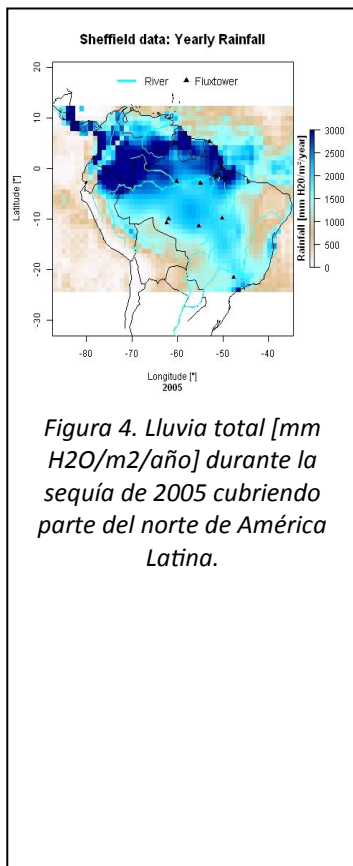 Sheffield data: Yearly Rainfall
River Fluxtower
20
10
0
-10
-20
-30
Latitude [°]
-80 -70 -60 -50 -40
Longitude [°]
2005
3000
2500
2000
1500
1000
500
0
Rainfall [mm H20/m²/year]
Figura 4. Lluvia total [mm
H2O/m2/año] durante la
sequía de 2005 cubriendo
parte del norte de América
Latina.